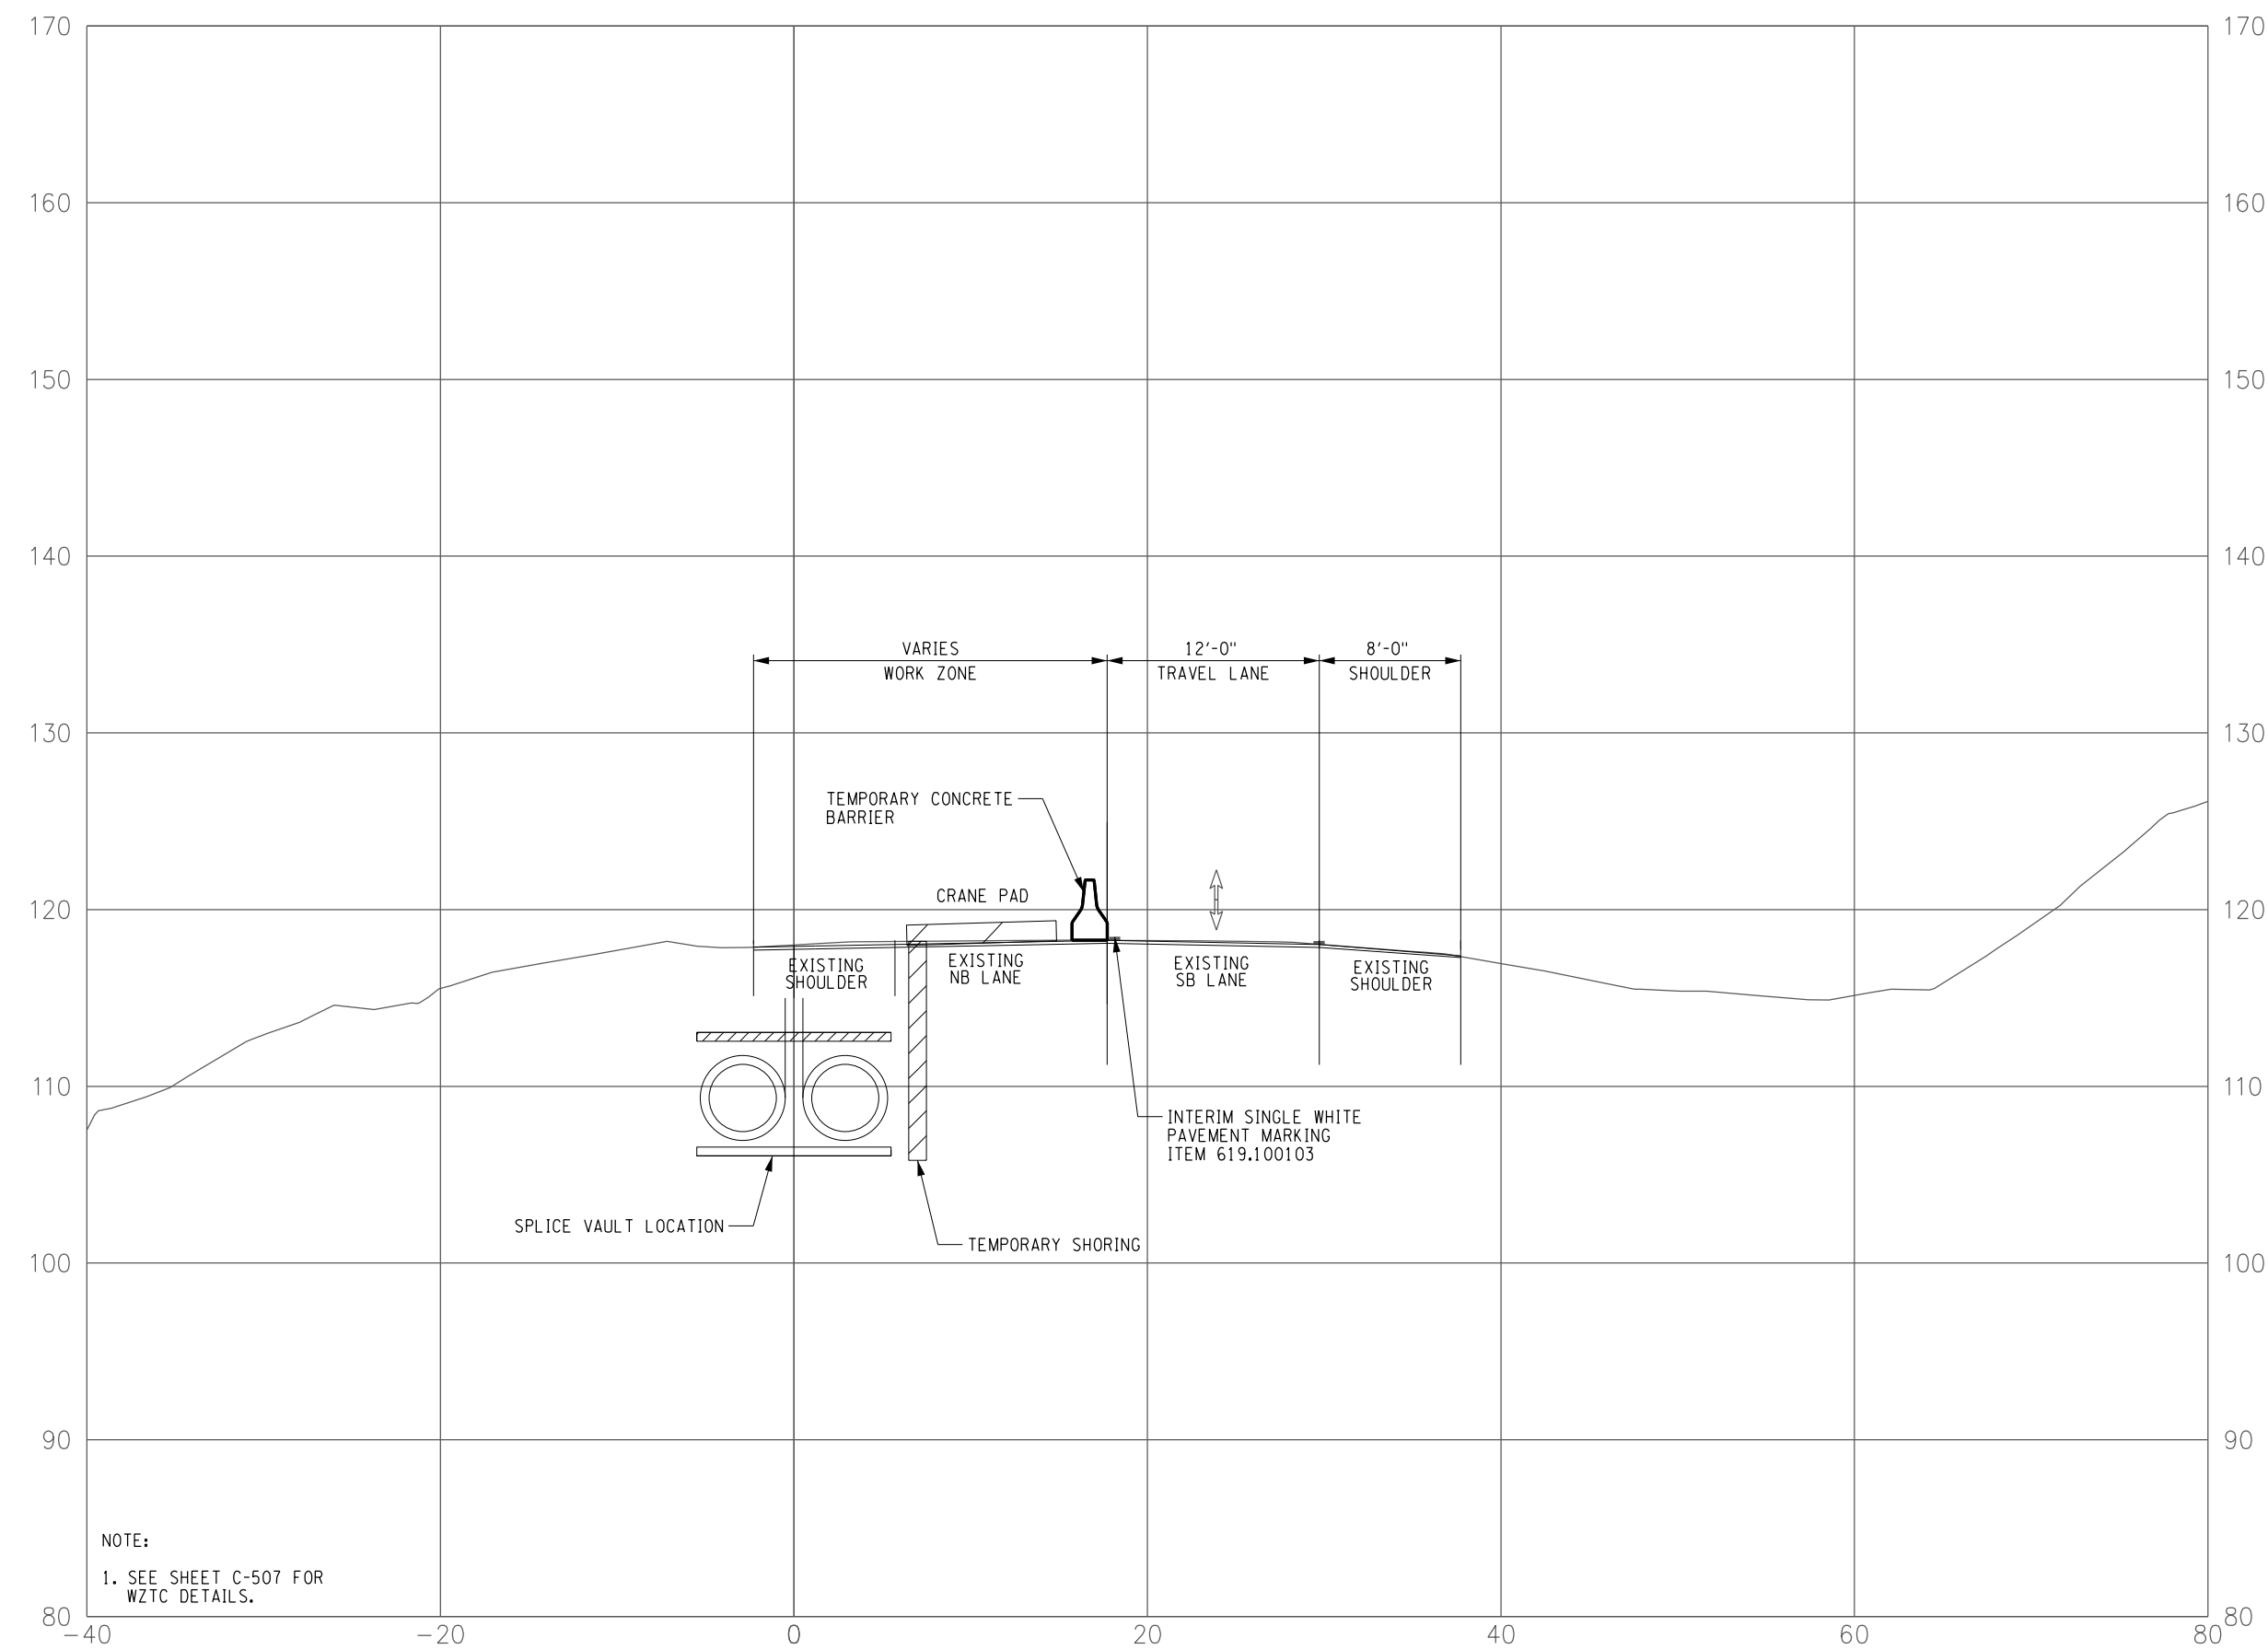 170 170
160 160
150 150
140 140
VARIES 12'-0" 8'-0"
WORK ZONE TRAVEL LANE SHOULDER
130 130
TEMPORARY CONCRETE
BARRIER
CRANE PAD
120 120
EXISTING
SHOULDER
EXISTING
NB LANE
EXISTING
SB LANE
EXISTING
SHOULDER
110 110
INTERIM SINGLE WHITE
PAVEMENT MARKING
ITEM 619.100103
SPLICE VAULT LOCATION
TEMPORARY SHORING
100 100
90 90
NOTE:
1. SEE SHEET C-507 FOR
WZTC DETAILS.
80 80
-40 -20 0 20 40 60 80